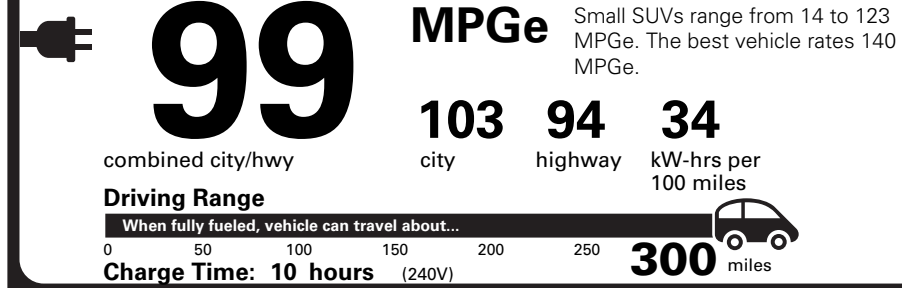 99
MPGe
Small SUVs range from 14 to 123
MPGe. The best vehicle rates 140
MPGe.
combined city/hwy
103
city
94
highway
34
kW-hrs per
100 miles
Driving Range
When fully fueled, vehicle can travel about...
0 50 100 150 200 250 300 miles
Charge Time: 10 hours (240V)